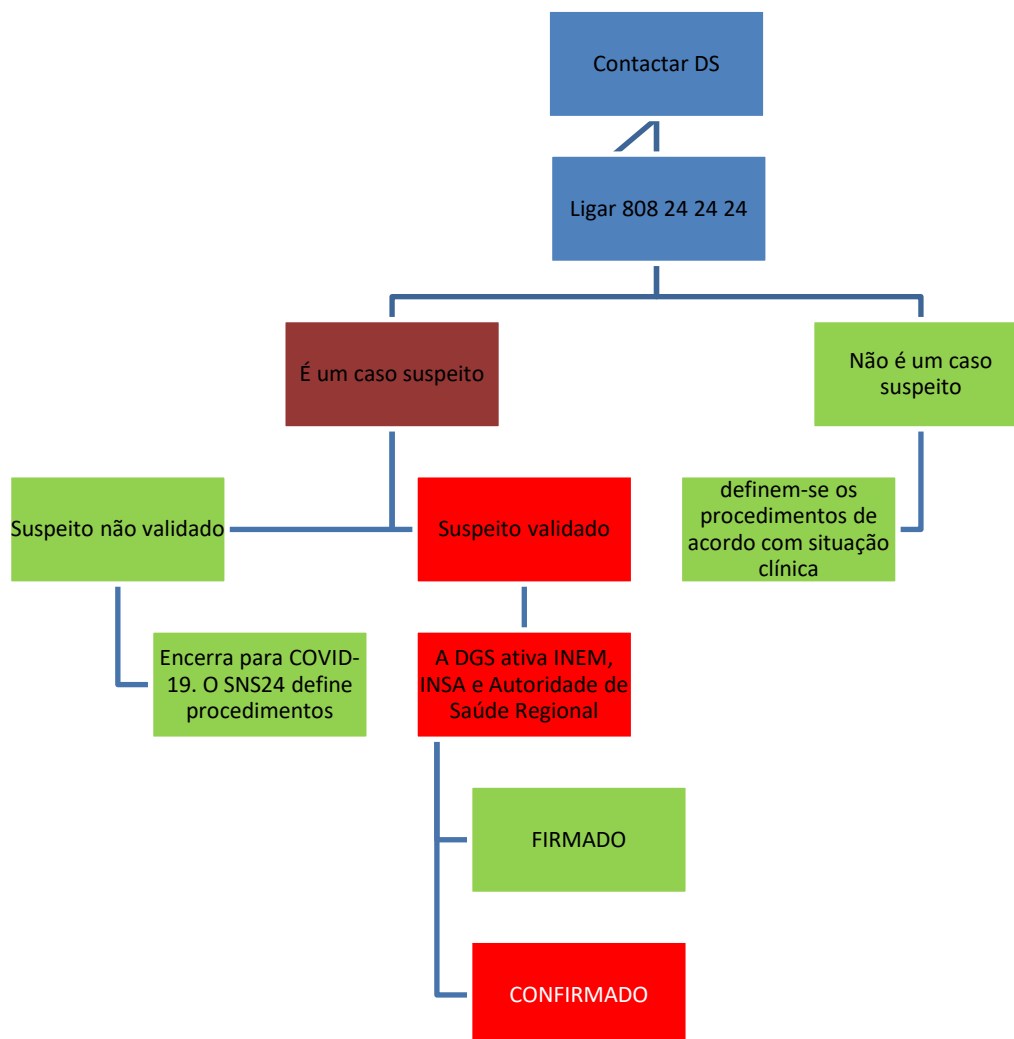 Contactar DS
Ligar 808 24 24 24
É um caso suspeito
Não é um caso
suspeito
Suspeito não validado
Suspeito validado
definem-se os
procedimentos de
acordo com situação
clínica
Encerra para COVID-
19. O SNS24 define
procedimentos
A DGS ativa INEM,
INSA e Autoridade de
Saúde Regional
FIRMADO
CONFIRMADO